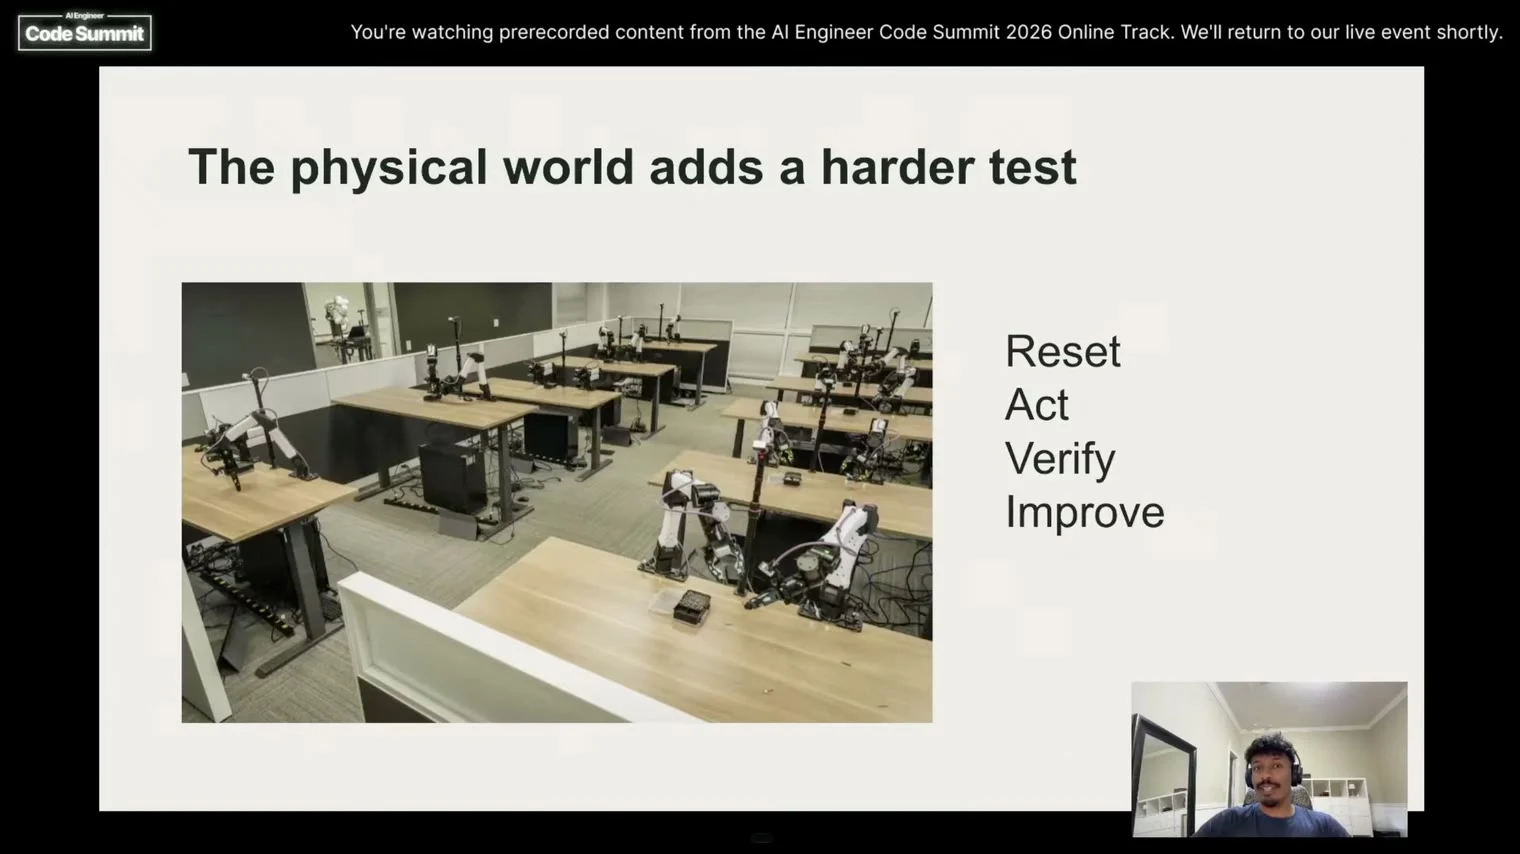 AI Engineer
Code Summit
You're watching prerecorded content from the AI Engineer Code Summit 2026 Online Track. We'll return to our live event shortly.
The physical world adds a harder test
Reset
Act
Verify
Improve